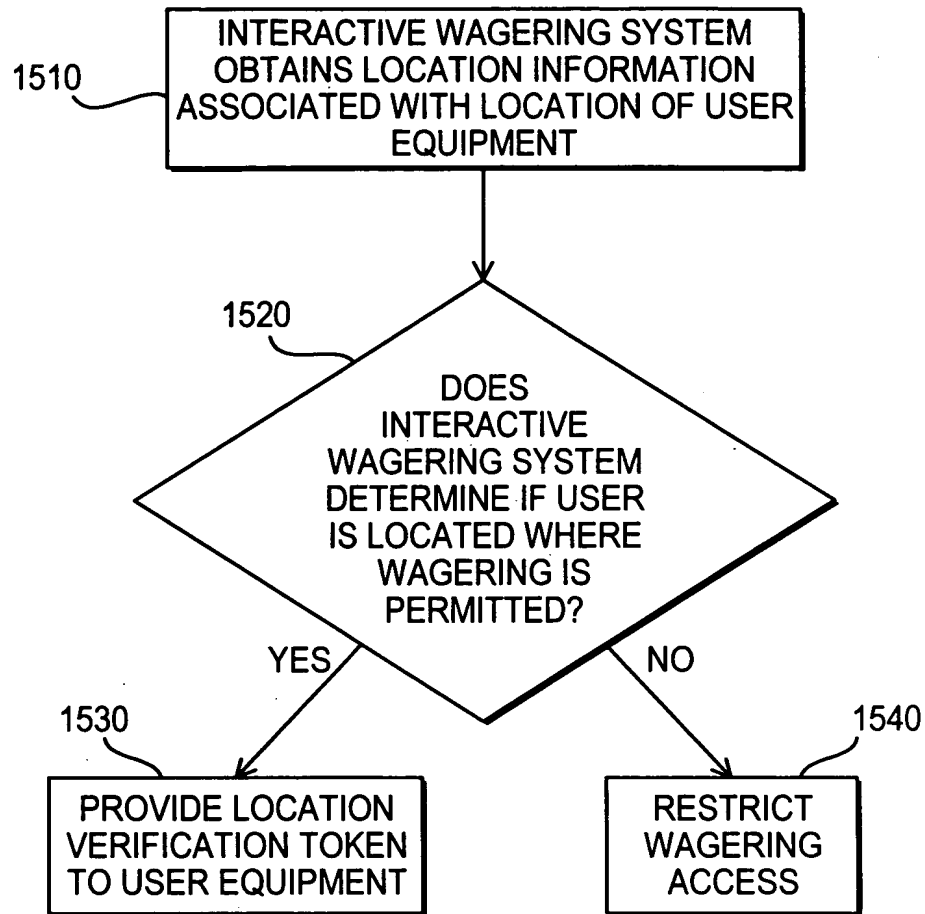 INTERACTIVE WAGERING SYSTEM
OBTAINS LOCATION INFORMATION
ASSOCIATED WITH LOCATION OF USER
EQUIPMENT
1510
1520
DOES
INTERACTIVE
WAGERING SYSTEM
DETERMINE IF USER
IS LOCATED WHERE
WAGERING IS
PERMITTED?
YES
NO
1530
PROVIDE LOCATION
VERIFICATION TOKEN
TO USER EQUIPMENT
1540
RESTRICT
WAGERING
ACCESS